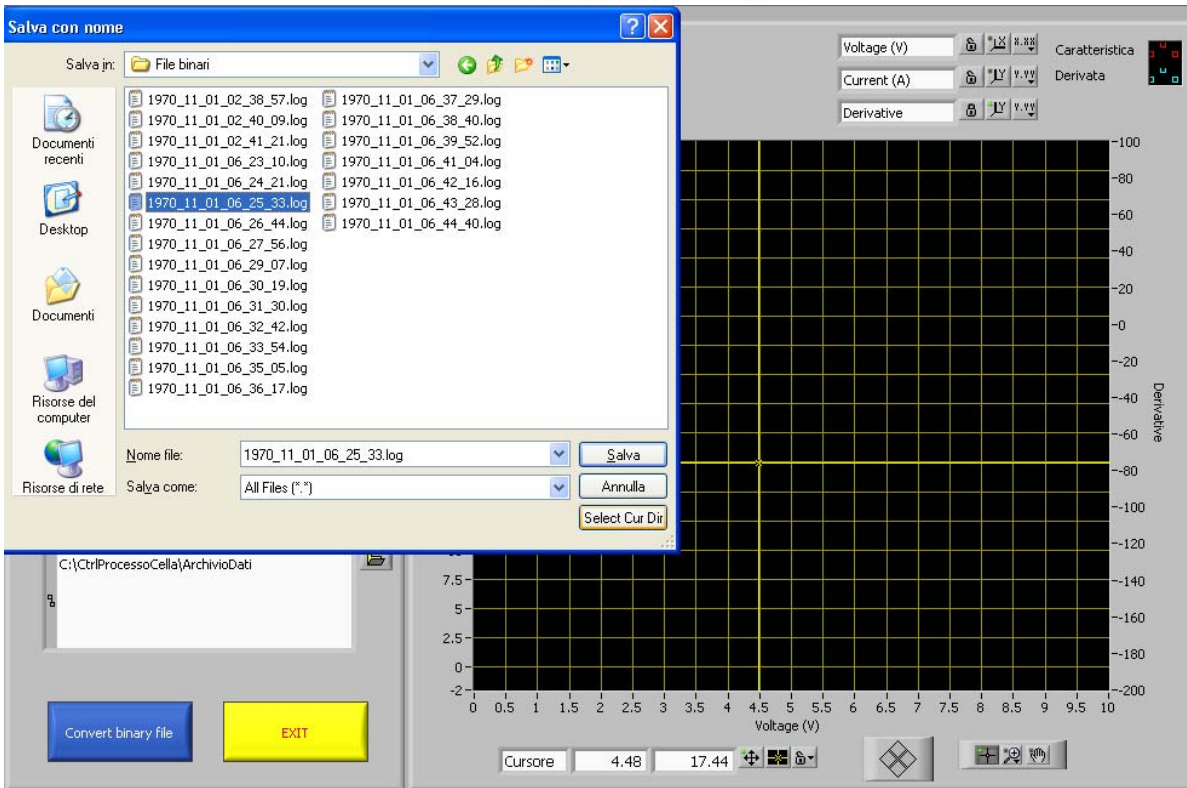 Salva con nome
Salva in:
File binari
Documenti recenti
Desktop
Documenti
Risorse del computer
Risorse di rete
1970_11_01_02_38_57.log
1970_11_01_02_40_09.log
1970_11_01_02_41_21.log
1970_11_01_06_23_10.log
1970_11_01_06_24_21.log
1970_11_01_06_25_33.log
1970_11_01_06_26_44.log
1970_11_01_06_27_56.log
1970_11_01_06_29_07.log
1970_11_01_06_30_19.log
1970_11_01_06_31_30.log
1970_11_01_06_32_42.log
1970_11_01_06_33_54.log
1970_11_01_06_35_05.log
1970_11_01_06_36_17.log
1970_11_01_06_37_29.log
1970_11_01_06_38_40.log
1970_11_01_06_39_52.log
1970_11_01_06_41_04.log
1970_11_01_06_42_16.log
1970_11_01_06_43_28.log
1970_11_01_06_44_40.log
Nome file:
1970_11_01_06_25_33.log
Salva
Salva come:
All Files (*.*)
Annulla
Select Cur Dir
Voltage (V)
X.XX
Caratteristica
Current (A)
Y.YY
Derivata
Derivative
Y.YY
-100
-80
-60
-40
-20
-0
--20
--40
--60
--80
--100
--120
--140
--160
--180
--200
Derivative
7.5-
5-
2.5-
0-
-2-
0 0.5 1 1.5 2 2.5 3 3.5 4 4.5 5 5.5 6 6.5 7 7.5 8 8.5 9 9.5 10
Voltage (V)
C:\CtrlProcessoCella\ArchivioDati
Convert binary file
EXIT
Cursore
4.48
17.44